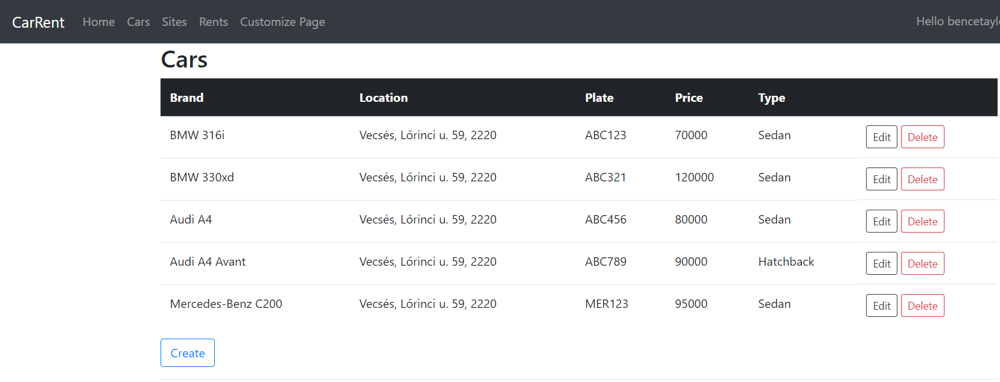 CarRent Home Cars Sites Rents Customize Page Hello
Cars
Brand Location Plate Price Type
BMW 316i Vecsés, Lőrinci u. 59, 2220 ABC123 70000 Sedan Edit Delete
BMW 330xd Vecsés, Lőrinci u. 59, 2220 ABC321 120000 Sedan Edit Delete
Audi A4 Vecsés, Lőrinci u. 59, 2220 ABC456 80000 Sedan Edit Delete
Audi A4 Avant Vecsés, Lőrinci u. 59, 2220 ABC789 90000 Hatchback Edit Delete
Mercedes-Benz C200 Vecsés, Lőrinci u. 59, 2220 MER123 95000 Sedan Edit Delete
Create